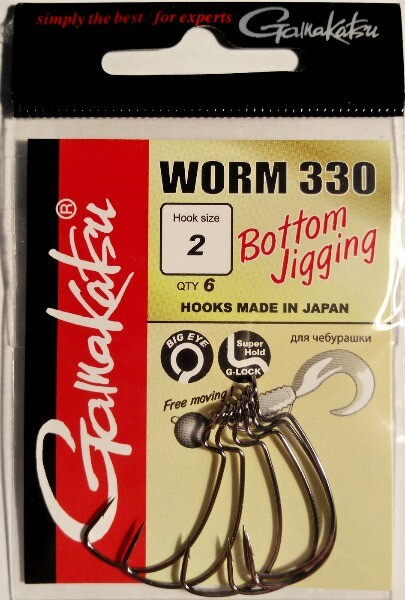 simply the best / for experts
Gamakatsu
WORM 330
Hook size
2
QTY 6
Bottom
Jigging
HOOKS MADE IN JAPAN
Gamakatsu®
BIG EYE
Super
Hold
G-LOCK
для чебурашки
Free moving